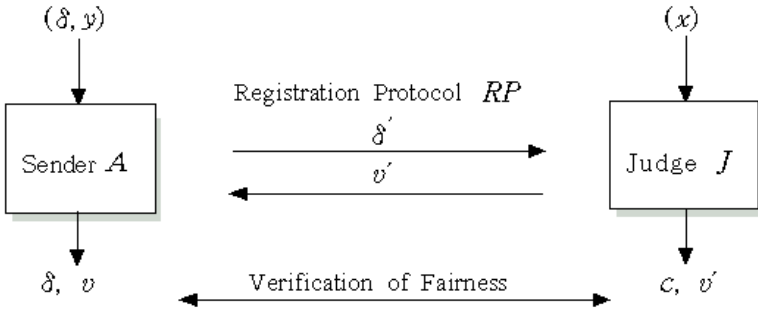 (δ, y)
(x)
Registration Protocol RP
δ′
Sender A
Judge J
v′
δ, v
Verification of Fairness
c, v′